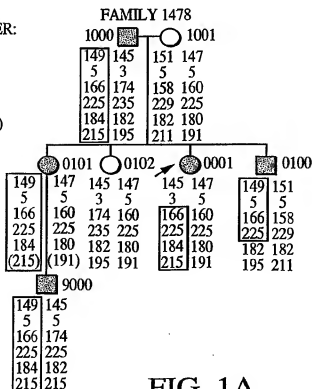 ER:
FAMILY 1478
1000 1001
149 145 151 147
5 3 5 5
166 174 158 160
225 235 229 225
184 182 182 180
215 195 211 191
)
0101 0102 0001 0100
149 147 145 147 145 147 149 151
5 5 3 5 3 5 5 5
166 160 174 160 166 160 166 158
225 225 235 225 225 225 225 229
184 180 182 180 184 180 182 182
(215) (191) 195 191 215 191 195 211
9000
149 145
5 5
166 174
225 225
184 182
215 215
FIG. 1A